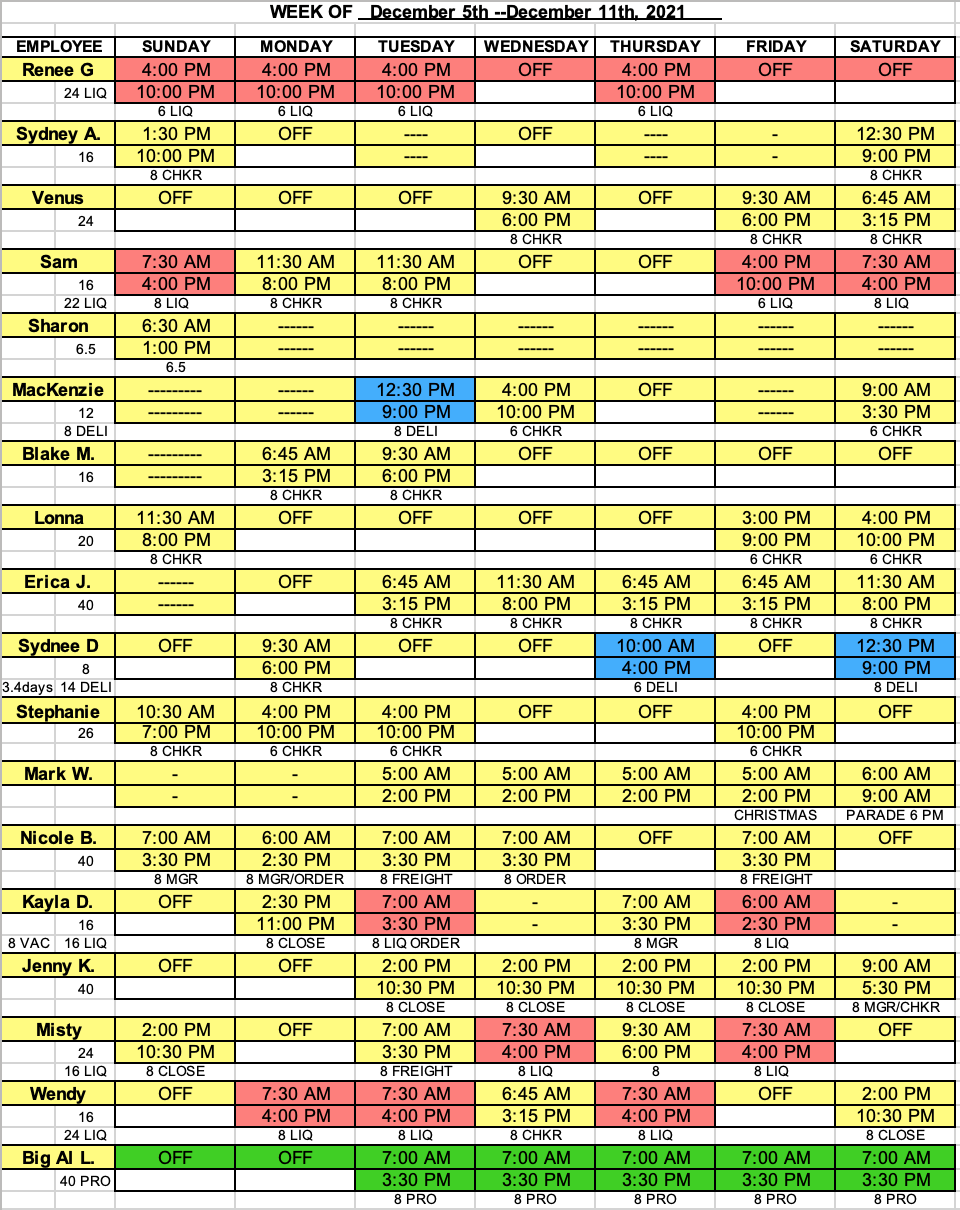 WEEK OF December 5th --December 11th, 2021
EMPLOYEE SUNDAY MONDAY TUESDAY WEDNESDAY THURSDAY FRIDAY SATURDAY
Renee G 4:00 PM 4:00 PM 4:00 PM OFF 4:00 PM OFF OFF
24 LIQ 10:00 PM 10:00 PM 10:00 PM 10:00 PM
6 LIQ 6 LIQ 6 LIQ 6 LIQ
Sydney A. 1:30 PM OFF ---- OFF ---- - 12:30 PM
16 10:00 PM ---- ---- - 9:00 PM
8 CHKR 8 CHKR
Venus OFF OFF OFF 9:30 AM OFF 9:30 AM 6:45 AM
24 6:00 PM 6:00 PM 3:15 PM
8 CHKR 8 CHKR 8 CHKR
Sam 7:30 AM 11:30 AM 11:30 AM OFF OFF 4:00 PM 7:30 AM
16 4:00 PM 8:00 PM 8:00 PM 10:00 PM 4:00 PM
22 LIQ 8 LIQ 8 CHKR 8 CHKR 6 LIQ 8 LIQ
Sharon 6:30 AM ------ ------ ------ ------ ------ ------
6.5 1:00 PM ------ ------ ------ ------ ------ ------
6.5
MacKenzie --------- ------ 12:30 PM 4:00 PM OFF ------ 9:00 AM
12 --------- ------ 9:00 PM 10:00 PM ------ 3:30 PM
8 DELI 8 DELI 6 CHKR 6 CHKR
Blake M. --------- 6:45 AM 9:30 AM OFF OFF OFF OFF
16 --------- 3:15 PM 6:00 PM
8 CHKR 8 CHKR
Lonna 11:30 AM OFF OFF OFF OFF 3:00 PM 4:00 PM
20 8:00 PM 9:00 PM 10:00 PM
8 CHKR 6 CHKR 6 CHKR
Erica J. ------ OFF 6:45 AM 11:30 AM 6:45 AM 6:45 AM 11:30 AM
40 ------ 3:15 PM 8:00 PM 3:15 PM 3:15 PM 8:00 PM
8 CHKR 8 CHKR 8 CHKR 8 CHKR 8 CHKR
Sydnee D OFF 9:30 AM OFF OFF 10:00 AM OFF 12:30 PM
8 6:00 PM 4:00 PM 9:00 PM
3.4days 14 DELI 8 CHKR 6 DELI 8 DELI
Stephanie 10:30 AM 4:00 PM 4:00 PM OFF OFF 4:00 PM OFF
26 7:00 PM 10:00 PM 10:00 PM 10:00 PM
8 CHKR 6 CHKR 6 CHKR 6 CHKR
Mark W. - - 5:00 AM 5:00 AM 5:00 AM 5:00 AM 6:00 AM
- - 2:00 PM 2:00 PM 2:00 PM 2:00 PM 9:00 AM
CHRISTMAS PARADE 6 PM
Nicole B. 7:00 AM 6:00 AM 7:00 AM 7:00 AM OFF 7:00 AM OFF
40 3:30 PM 2:30 PM 3:30 PM 3:30 PM 3:30 PM
8 MGR 8 MGR/ORDER 8 FREIGHT 8 ORDER 8 FREIGHT
Kayla D. OFF 2:30 PM 7:00 AM - 7:00 AM 6:00 AM -
16 11:00 PM 3:30 PM - 3:30 PM 2:30 PM -
8 VAC 16 LIQ 8 CLOSE 8 LIQ ORDER 8 MGR 8 LIQ
Jenny K. OFF OFF 2:00 PM 2:00 PM 2:00 PM 2:00 PM 9:00 AM
40 10:30 PM 10:30 PM 10:30 PM 10:30 PM 5:30 PM
8 CLOSE 8 CLOSE 8 CLOSE 8 CLOSE 8 MGR/CHKR
Misty 2:00 PM OFF 7:00 AM 7:30 AM 9:30 AM 7:30 AM OFF
24 10:30 PM 3:30 PM 4:00 PM 6:00 PM 4:00 PM
16 LIQ 8 CLOSE 8 FREIGHT 8 LIQ 8 8 LIQ
Wendy OFF 7:30 AM 7:30 AM 6:45 AM 7:30 AM OFF 2:00 PM
16 4:00 PM 4:00 PM 3:15 PM 4:00 PM 10:30 PM
24 LIQ 8 LIQ 8 LIQ 8 CHKR 8 LIQ 8 CLOSE
Big Al L. OFF OFF 7:00 AM 7:00 AM 7:00 AM 7:00 AM 7:00 AM
40 PRO 3:30 PM 3:30 PM 3:30 PM 3:30 PM 3:30 PM
8 PRO 8 PRO 8 PRO 8 PRO 8 PRO